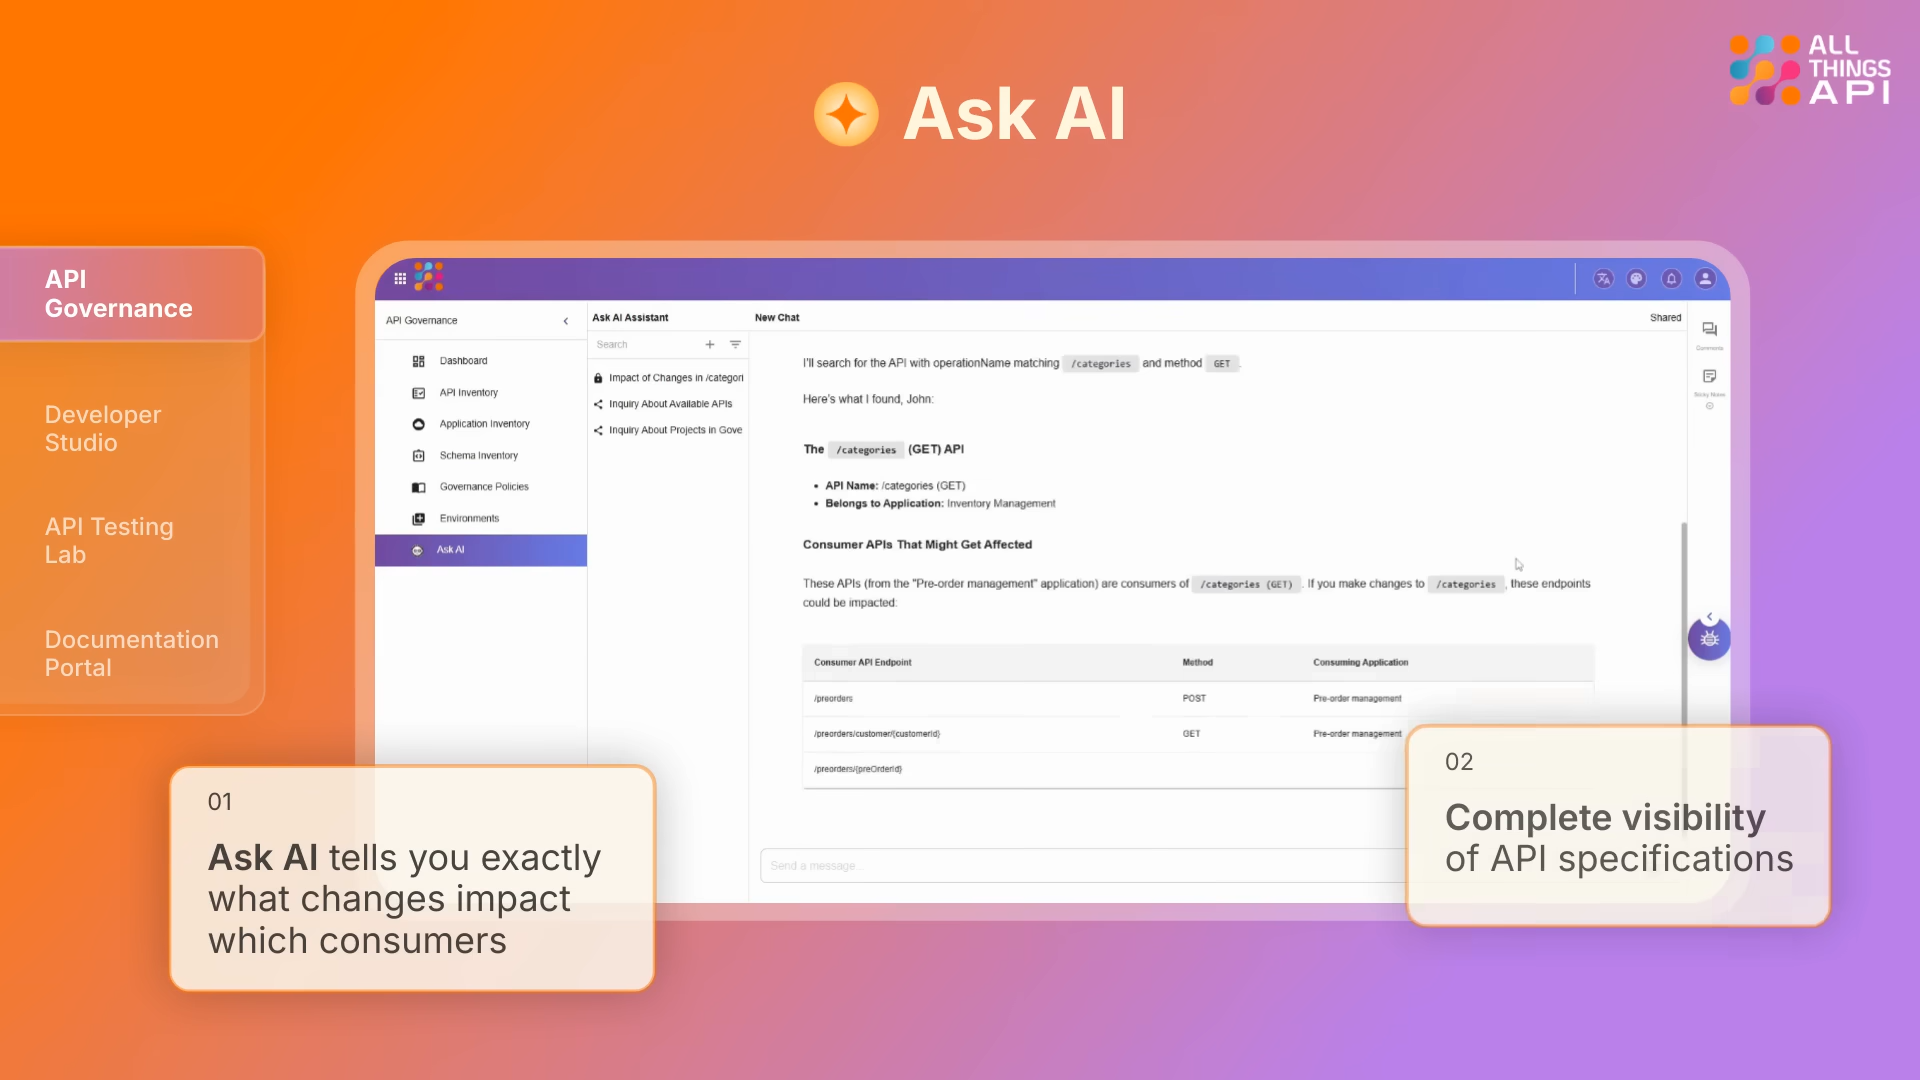 Ask AI
ALL
THINGS
API
API
Governance
Developer
Studio
API Testing
Lab
Documentation
Portal
API Governance
Dashboard
API Inventory
Application Inventory
Schema Inventory
Governance Policies
Environments
Ask AI
Ask AI Assistant
Search
Impact of Changes in /categori
Inquiry About Available APIs
Inquiry About Projects in Gove
New Chat
Shared
Comments
Sticky Notes
I'll search for the API with operationName matching /categories and method GET.
Here's what I found, John:
The /categories (GET) API
• API Name: /categories (GET)
• Belongs to Application: Inventory Management
Consumer APIs That Might Get Affected
These APIs (from the "Pre-order management" application) are consumers of /categories (GET). If you make changes to /categories, these endpoints
could be impacted:
Consumer API Endpoint Method Consuming Application
/preorders POST Pre-order management
/preorders/customer/{customerId} GET Pre-order management
/preorders/{preOrderId}
Send a message...
01
Ask AI tells you exactly
what changes impact
which consumers
02
Complete visibility
of API specifications